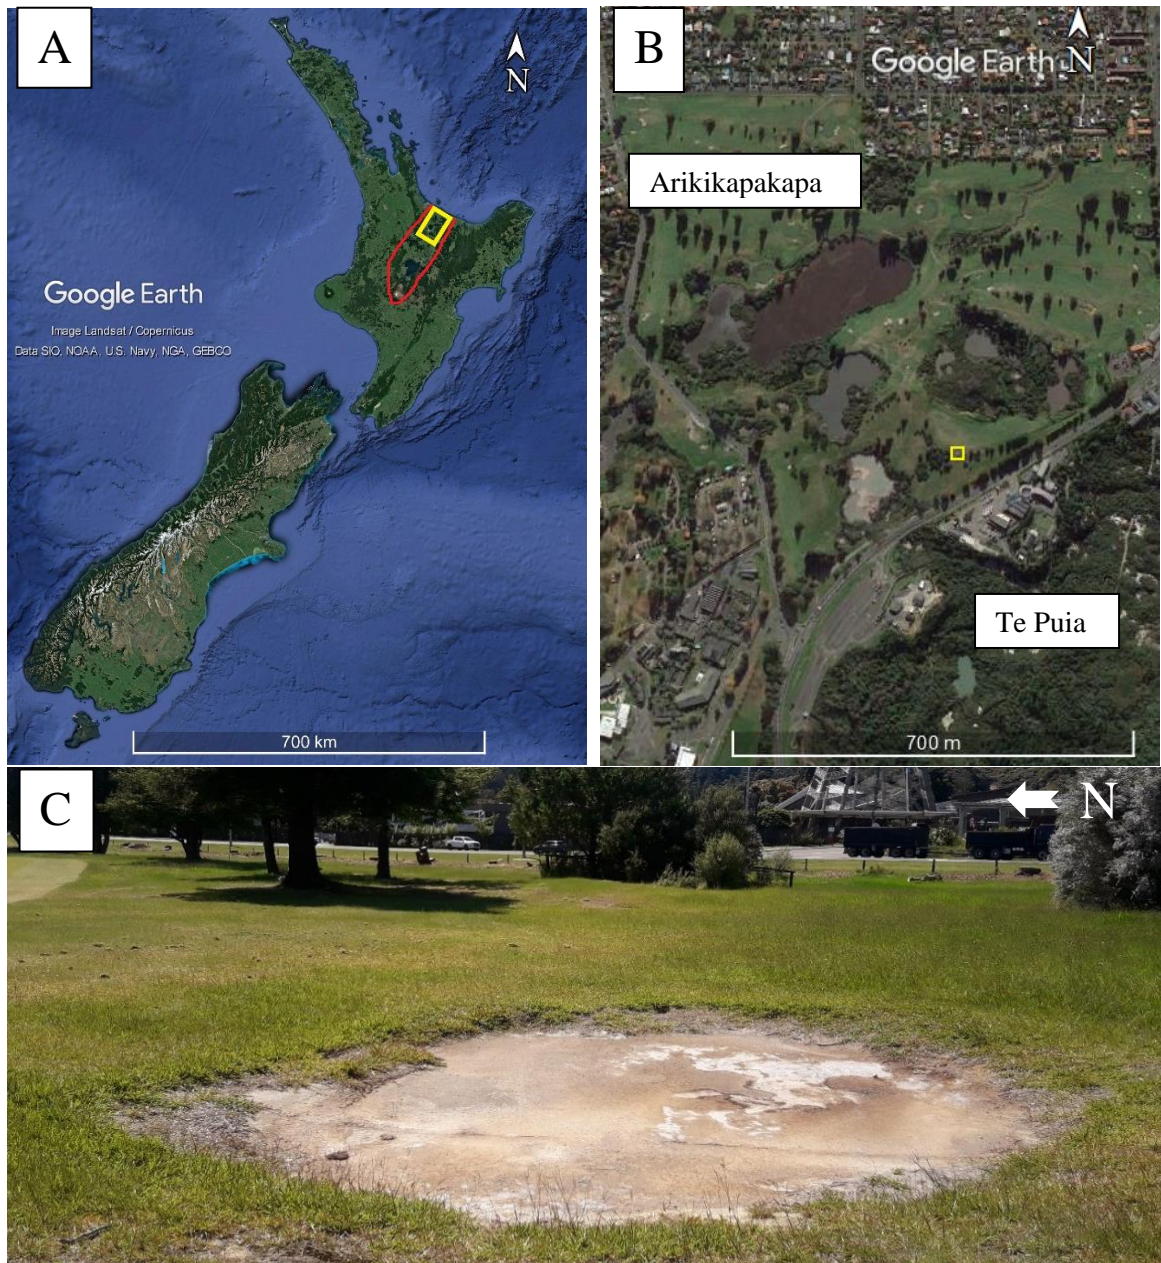 A
N
Google Earth
Image Landsat / Copernicus
Data SIO, NOAA, U.S. Navy, NGA, GEBCO
700 km
B
Google Earth
N
Arikikapakapa
Te Puia
700 m
C
N